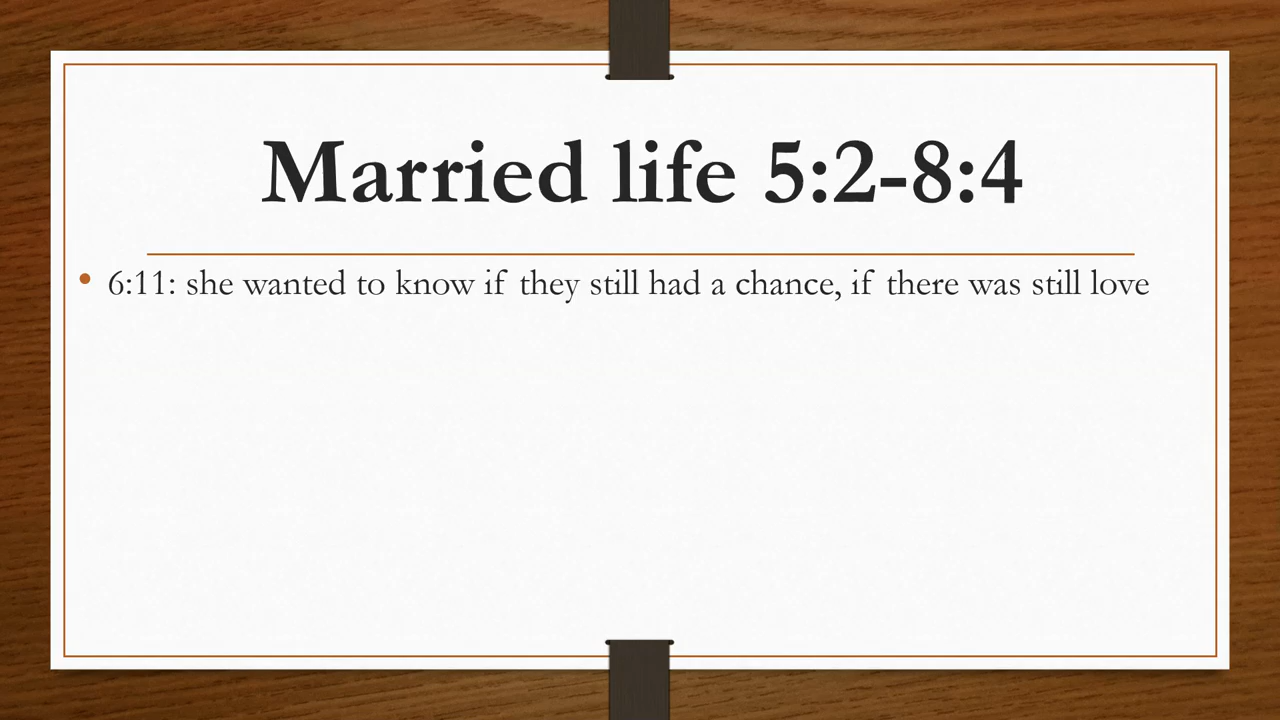 Married life 5:2-8:4
• 6:11: she wanted to know if they still had a chance, if there was still love